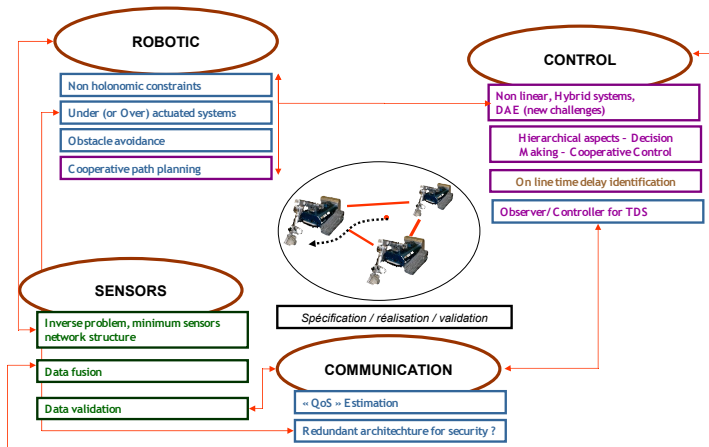 ROBOTIC
Non holonomic constraints
Under (or Over) actuated systems
Obstacle avoidance
Cooperative path planning
CONTROL
Non linear, Hybrid systems,
DAE (new challenges)
Hierarchical aspects – Decision
Making – Cooperative Control
On line time delay identification
Observer/Controller for TDS
SENSORS
Inverse problem, minimum sensors
network structure
Data fusion
Data validation
Spécification / réalisation / validation
COMMUNICATION
« QoS » Estimation
Redundant architechture for security ?